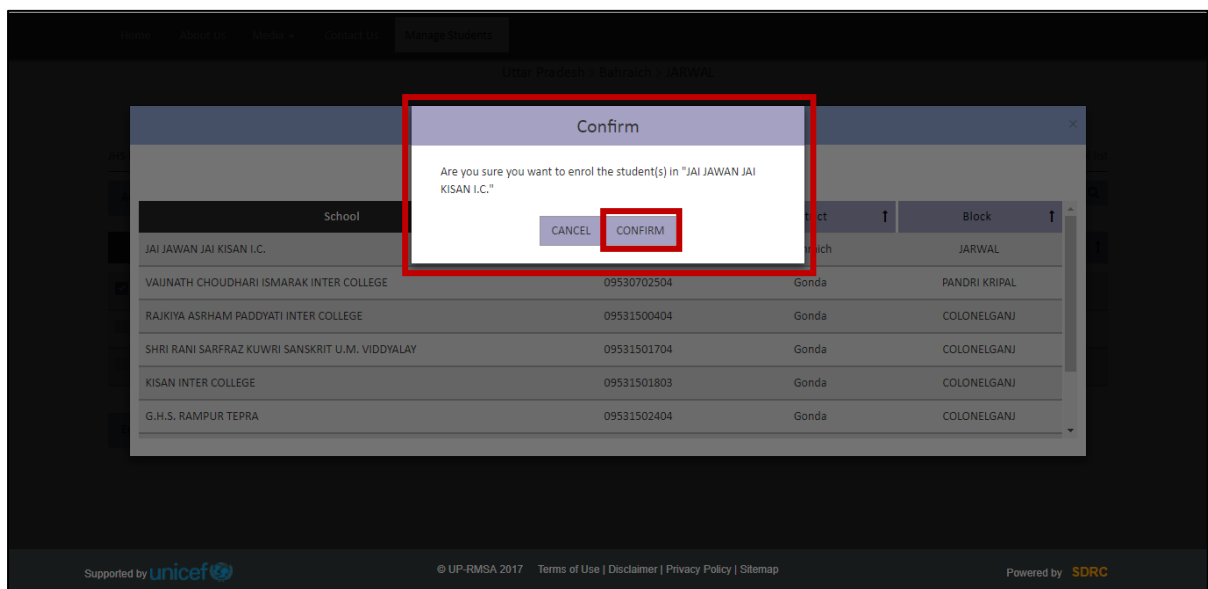 Home About Us Media Contact Us Manage Students
Uttar Pradesh > Bahraich > JARWAL
Confirm
×
Are you sure you want to enrol the student(s) in "JAI JAWAN JAI
KISAN I.C."
CANCEL CONFIRM
School Block
JAI JAWAN JAI KISAN I.C. JARWAL
VAIJNATH CHOUDHARI ISMARAK INTER COLLEGE 09530702504 Gonda PANDRI KRIPAL
RAJKIYA ASRHAM PADDYATI INTER COLLEGE 09531500404 Gonda COLONELGANJ
SHRI RANI SARFRAZ KUWRI SANSKRIT U.M. VIDDYALAY 09531501704 Gonda COLONELGANJ
KISAN INTER COLLEGE 09531501803 Gonda COLONELGANJ
G.H.S. RAMPUR TEPRA 09531502404 Gonda COLONELGANJ
Supported by unicef © UP-RMSA 2017 Terms of Use | Disclaimer | Privacy Policy | Sitemap Powered by SDRC